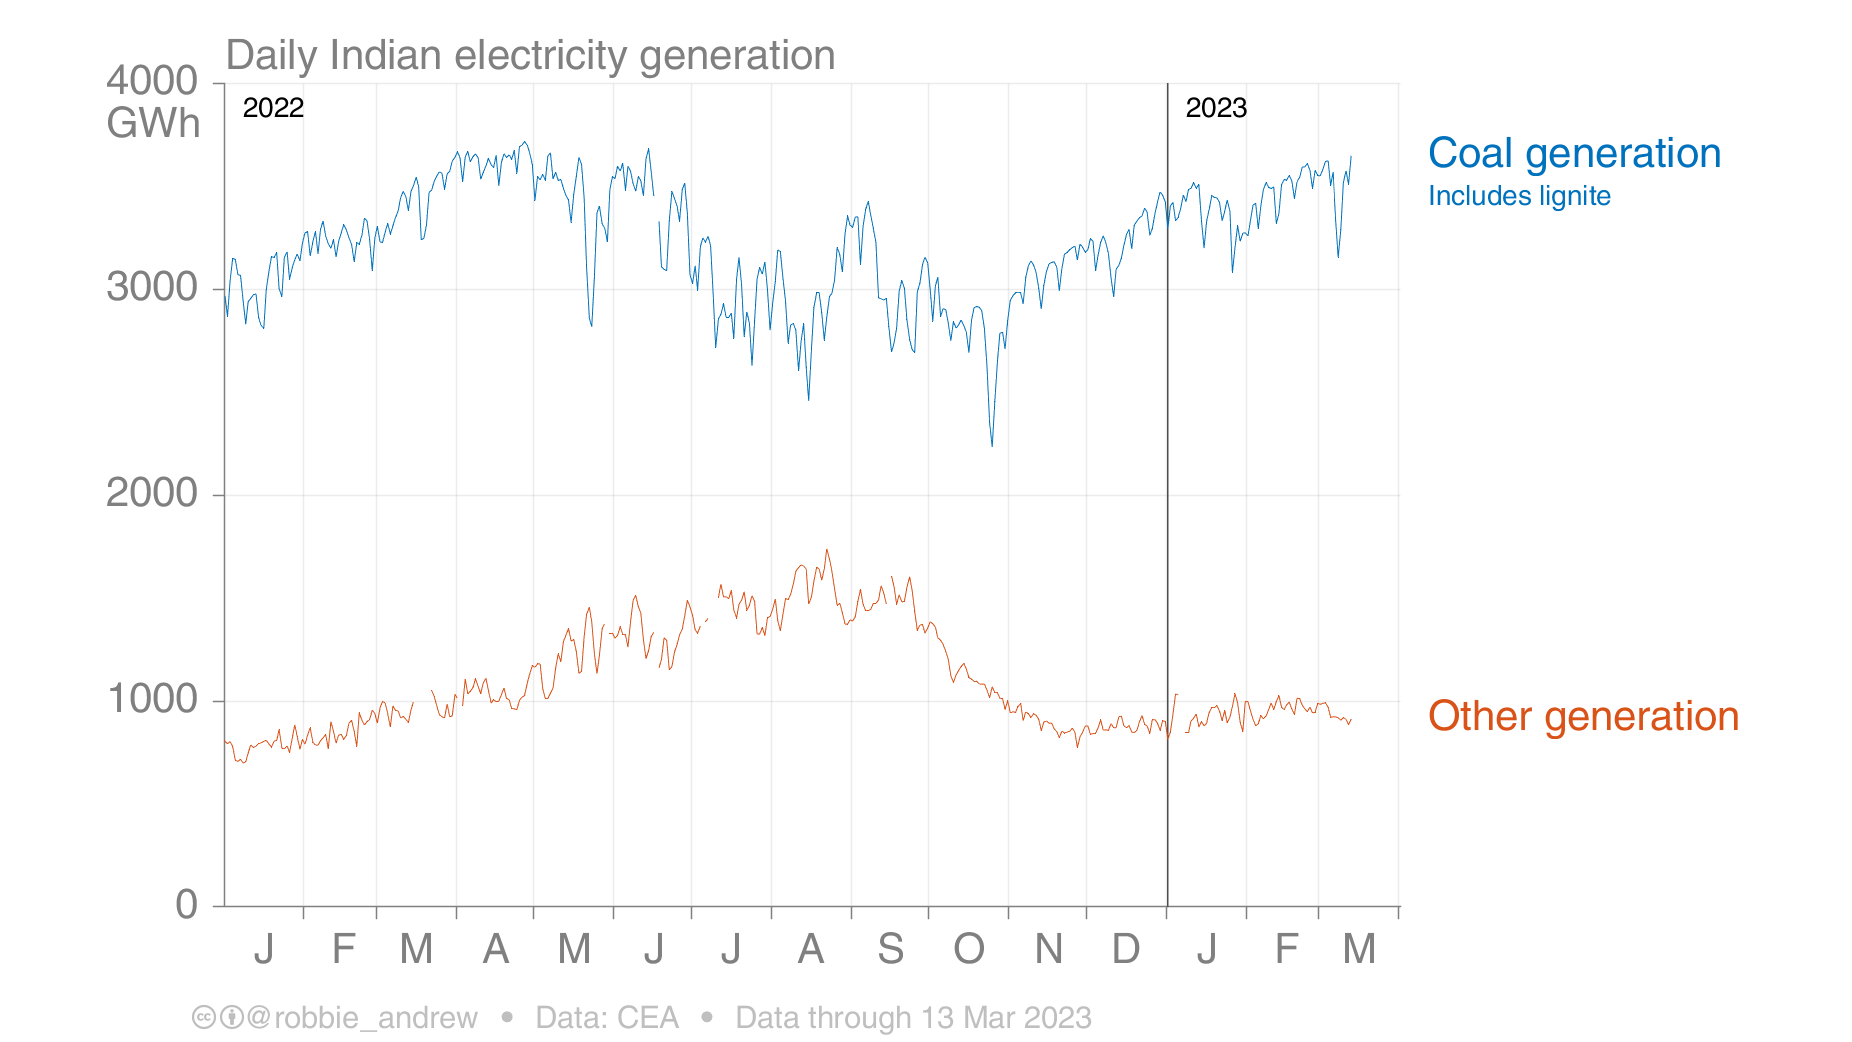 Daily Indian electricity generation
4000
GWh
2022
2023
Coal generation
Includes lignite
3000
2000
1000
Other generation
0
J F M A M J J A S O N D J F M
cc @robbie_andrew • Data: CEA • Data through 13 Mar 2023